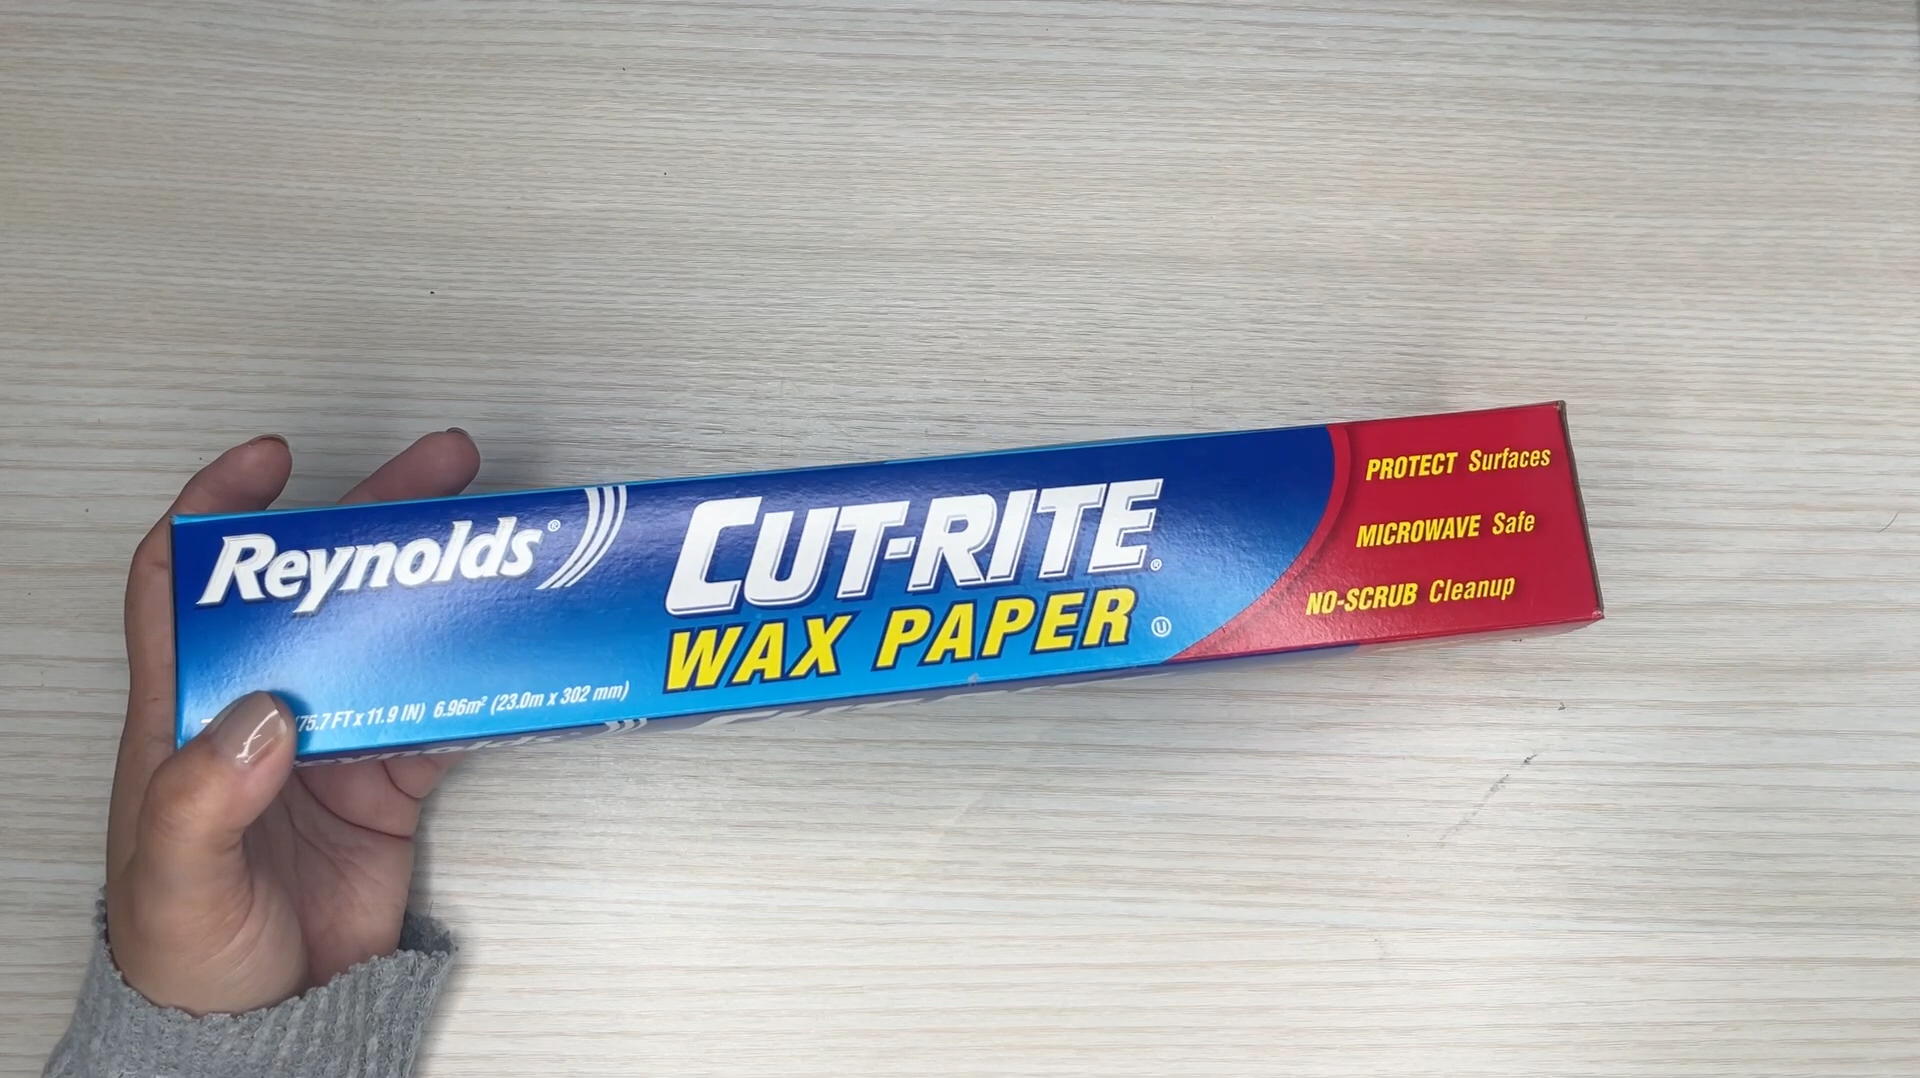 Reynolds®
CUT-RITE®
WAX PAPER Ⓤ
75.7 FT x 11.9 IN) 6.96m² (23.0m x 302 mm)
PROTECT Surfaces
MICROWAVE Safe
NO-SCRUB Cleanup